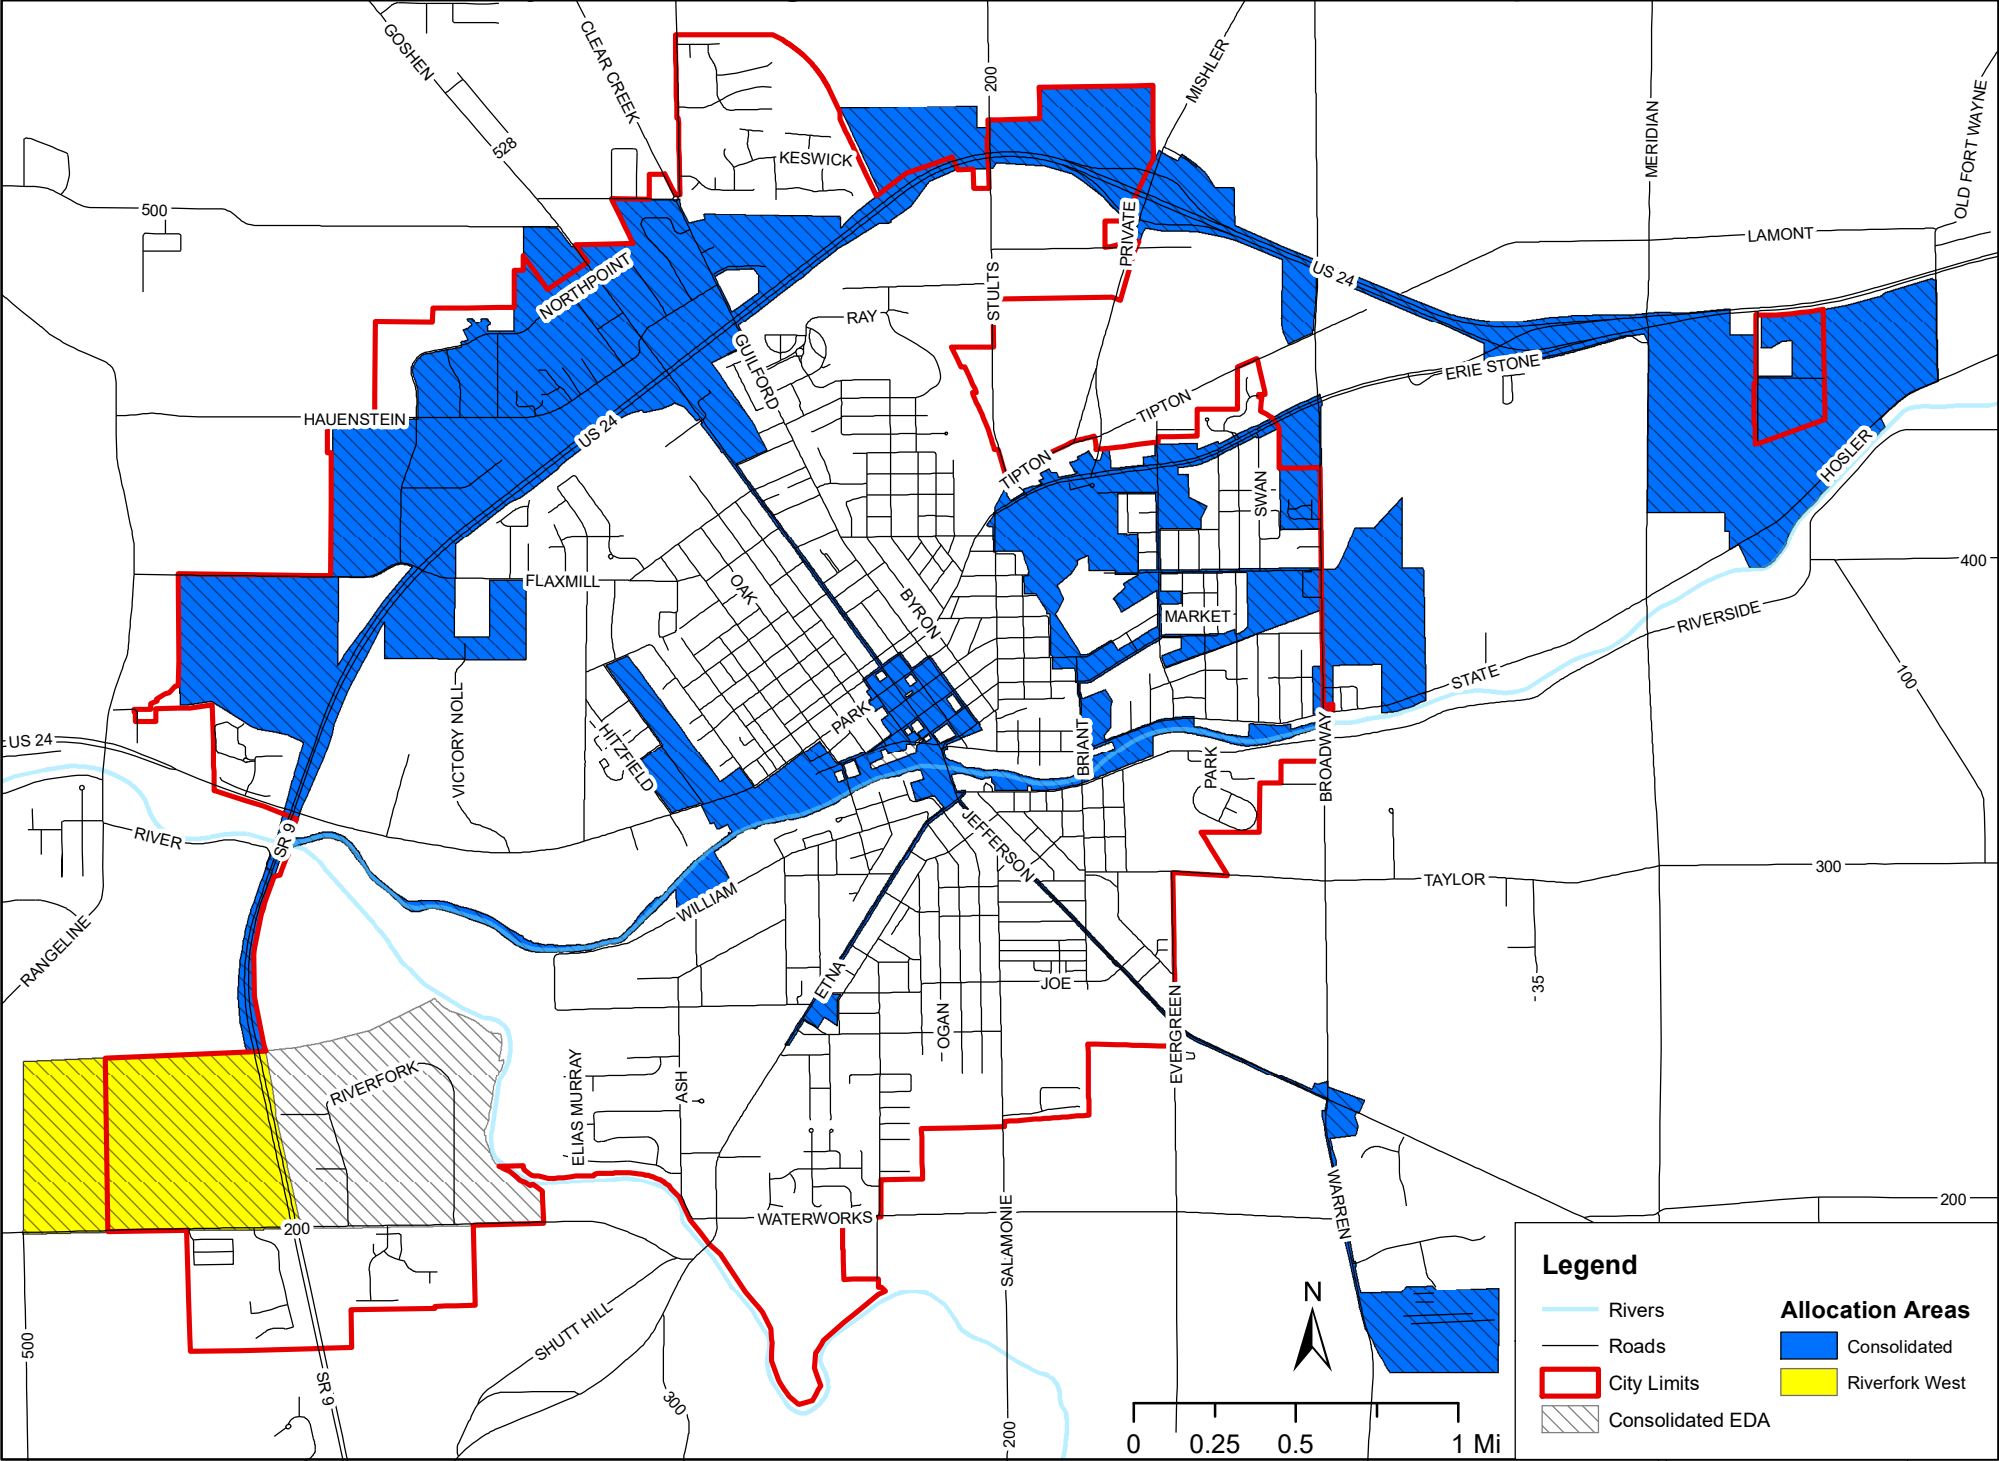 GOSHEN
CLEAR CREEK
200
MISHLER
MERIDIAN
OLD FORT WAYNE
528
KESWICK
500
PRIVATE
LAMONT
NORTHPOINT
STULTS
US 24
RAY
GUILFORD
ERIE STONE
HAUENSTEIN
US 24
TIPTON
TIPTON
HOSLER
SWAN
400
FLAXMILL
OAK
BYRON
MARKET
RIVERSIDE
STATE
100
PARK
VICTORY NOLL
HITZFIELD
BRIANT
PARK
BROADWAY
US 24
RIVER
SR 9
JEFFERSON
WILLIAM
TAYLOR
300
RANGELINE
ETNA
JOE
35
OGAN
EVERGREEN
RIVERFORK
ELIAS MURRAY
ASH
WARREN
200
WATERWORKS
SALAMONIE
200
500
SHUTT HILL
SR 9
300
200
N
0 0.25 0.5 1 Mi
Legend
Rivers
Roads
City Limits
Consolidated EDA
Allocation Areas
Consolidated
Riverfork West